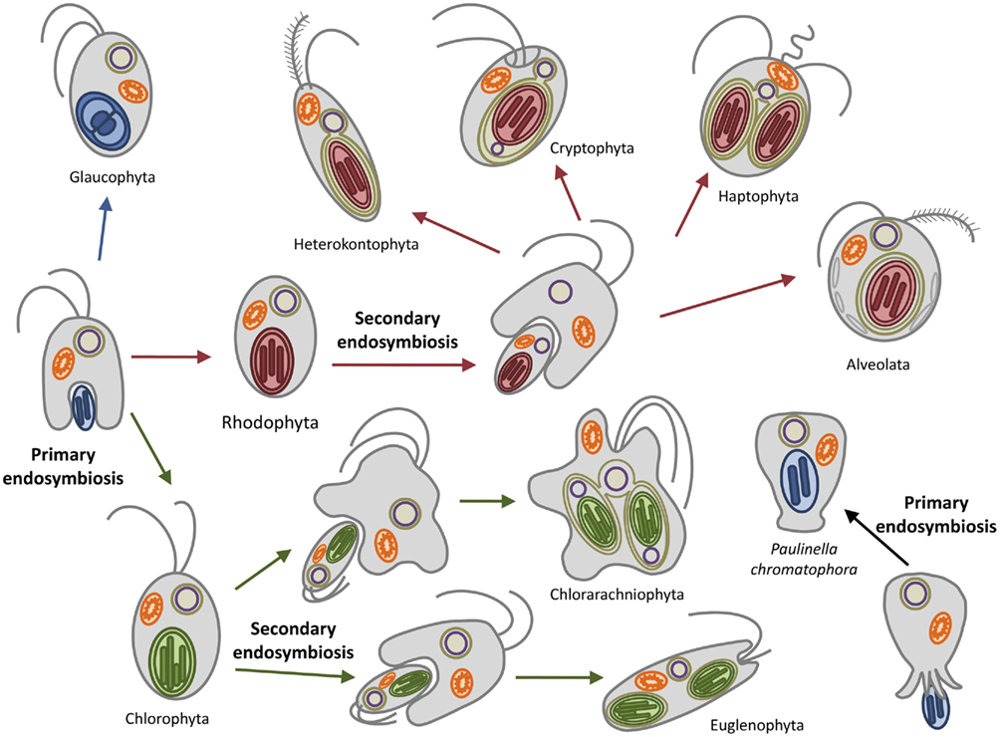 Glaucophyta
Heterokontophyta
Cryptophyta
Haptophyta
Alveolata
Secondary
endosymbiosis
Rhodophyta
Primary
endosymbiosis
Chlorarachniophyta
Paulinella
chromatophora
Primary
endosymbiosis
Chlorophyta
Secondary
endosymbiosis
Euglenophyta